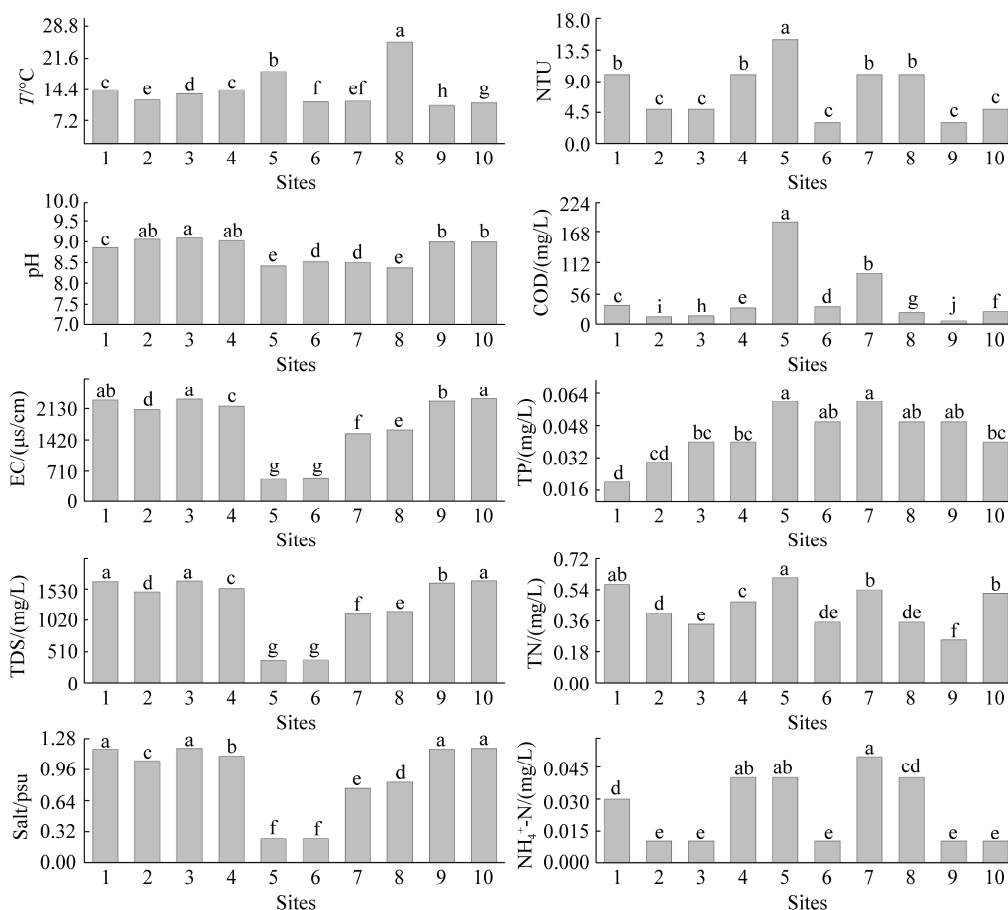 T/°C
28.8
21.6
14.4
7.2
c e d c b f ef a h g
1 2 3 4 5 6 7 8 9 10
Sites
NTU
18.0
13.5
9.0
4.5
0.0
b c c b a c b b c c
1 2 3 4 5 6 7 8 9 10
Sites
pH
10.0
9.5
9.0
8.5
8.0
7.5
7.0
c ab a ab e d d e b b
1 2 3 4 5 6 7 8 9 10
Sites
COD/(mg/L)
224
168
112
56
0
c i h e a d b g j f
1 2 3 4 5 6 7 8 9 10
Sites
EC/(μs/cm)
2130
1420
710
0
ab d a c g g f e b a
1 2 3 4 5 6 7 8 9 10
Sites
TP/(mg/L)
0.064
0.048
0.032
0.016
d cd bc bc a ab a ab ab bc
1 2 3 4 5 6 7 8 9 10
Sites
TDS/(mg/L)
1530
1020
510
0
a d a c g g f e b a
1 2 3 4 5 6 7 8 9 10
Sites
TN/(mg/L)
0.72
0.54
0.36
0.18
0.00
ab d e c a de b de f b
1 2 3 4 5 6 7 8 9 10
Sites
Salt/psu
1.28
0.96
0.64
0.32
0.00
a c a b f f e d a a
1 2 3 4 5 6 7 8 9 10
Sites
NH₄⁺-N/(mg/L)
0.045
0.030
0.015
0.000
d e e ab ab e a cd e e
1 2 3 4 5 6 7 8 9 10
Sites